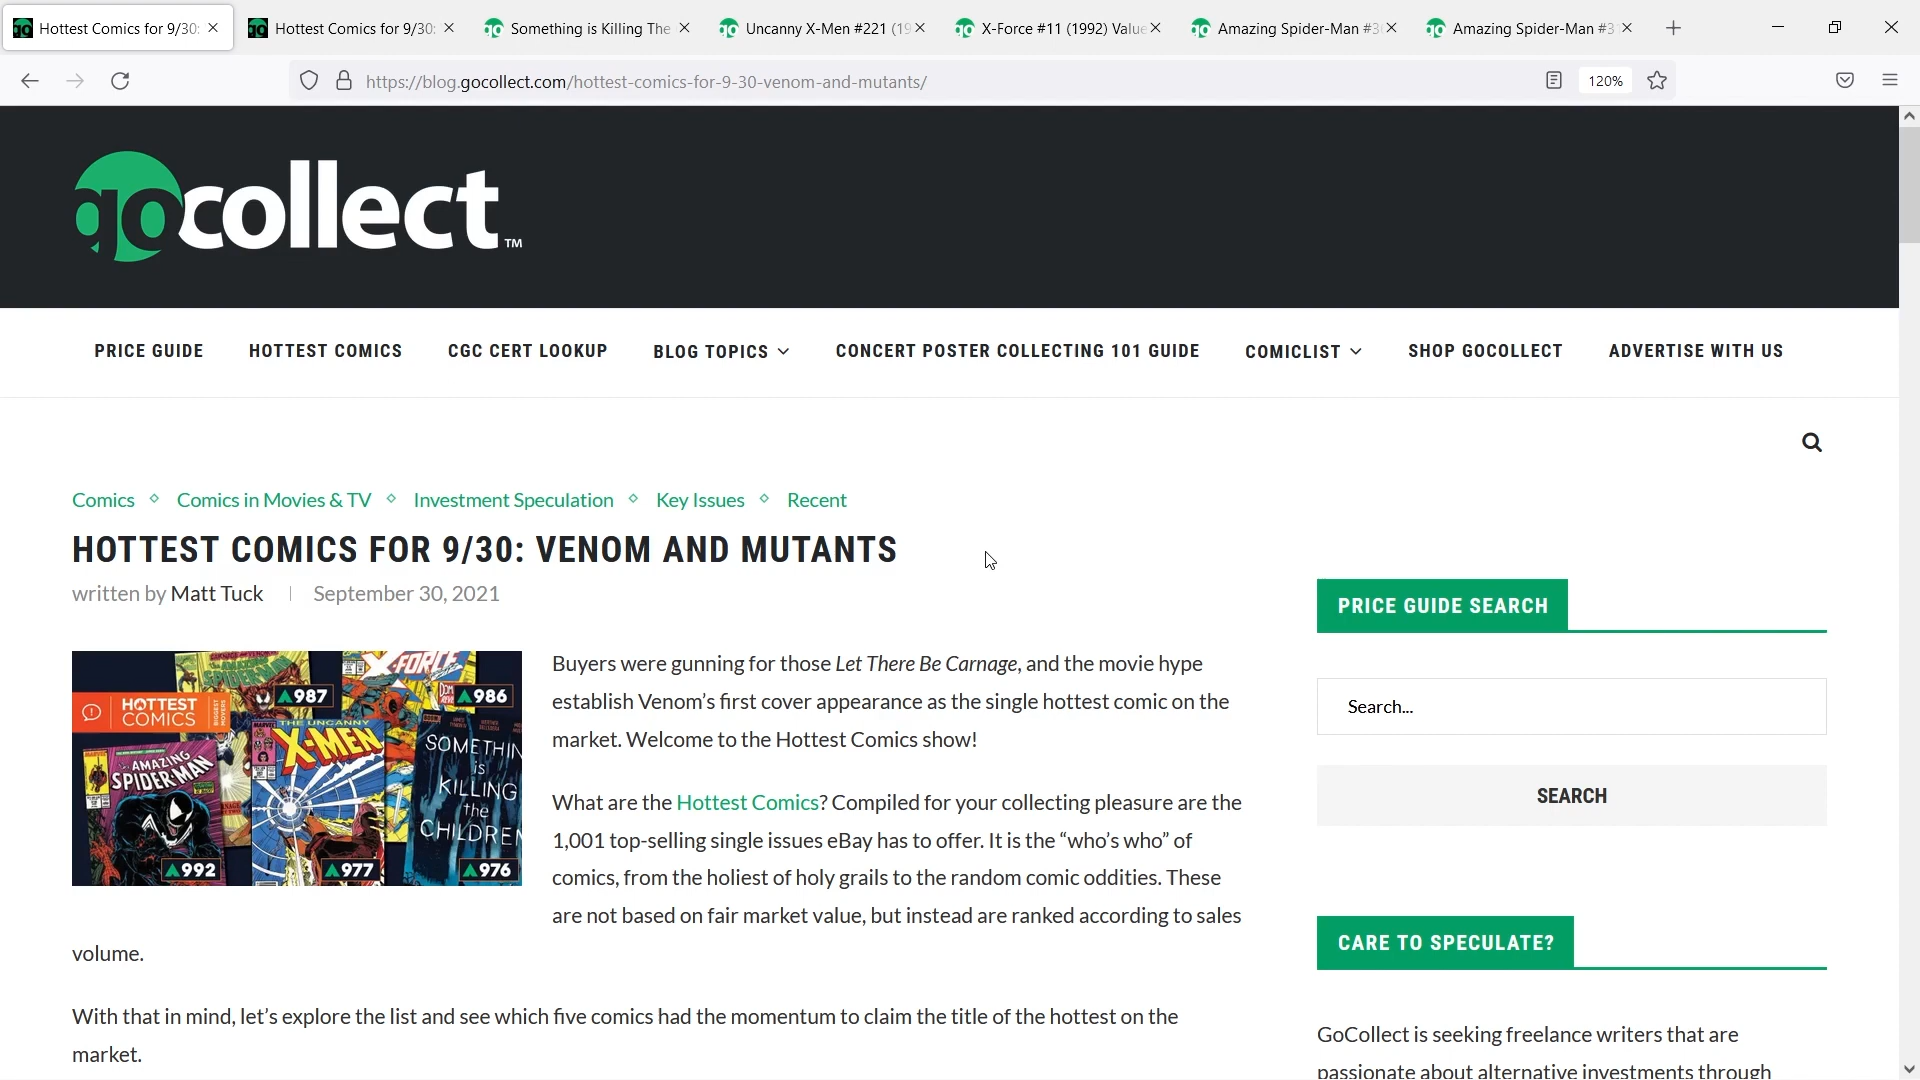 Hottest Comics for 9/30:
Hottest Comics for 9/30:
Something is Killing The
Uncanny X-Men #221 (19
X-Force #11 (1992) Value
Amazing Spider-Man #3
Amazing Spider-Man #3
https://blog.gocollect.com/hottest-comics-for-9-30-venom-and-mutants/
120%
gocollect™
PRICE GUIDE
HOTTEST COMICS
CGC CERT LOOKUP
BLOG TOPICS
CONCERT POSTER COLLECTING 101 GUIDE
COMICLIST
SHOP GOCOLLECT
ADVERTISE WITH US
Comics ◇ Comics in Movies & TV ◇ Investment Speculation ◇ Key Issues ◇ Recent
HOTTEST COMICS FOR 9/30: VENOM AND MUTANTS
written by Matt Tuck | September 30, 2021
HOTTEST
COMICS
BIGGEST
MOVERS
987
X-FORCE
986
MARVEL
THE AMAZING
SPIDER-MAN
992
THE UNCANNY
X-MEN
977
SOMETHIN
is
KILLING
the
CHILDREN
976
Buyers were gunning for those Let There Be Carnage, and the movie hype
establish Venom's first cover appearance as the single hottest comic on the
market. Welcome to the Hottest Comics show!
What are the Hottest Comics? Compiled for your collecting pleasure are the
1,001 top-selling single issues eBay has to offer. It is the “who’s who” of
comics, from the holiest of holy grails to the random comic oddities. These
are not based on fair market value, but instead are ranked according to sales
volume.
With that in mind, let’s explore the list and see which five comics had the momentum to claim the title of the hottest on the
market.
PRICE GUIDE SEARCH
Search...
SEARCH
CARE TO SPECULATE?
GoCollect is seeking freelance writers that are
passionate about alternative investments through